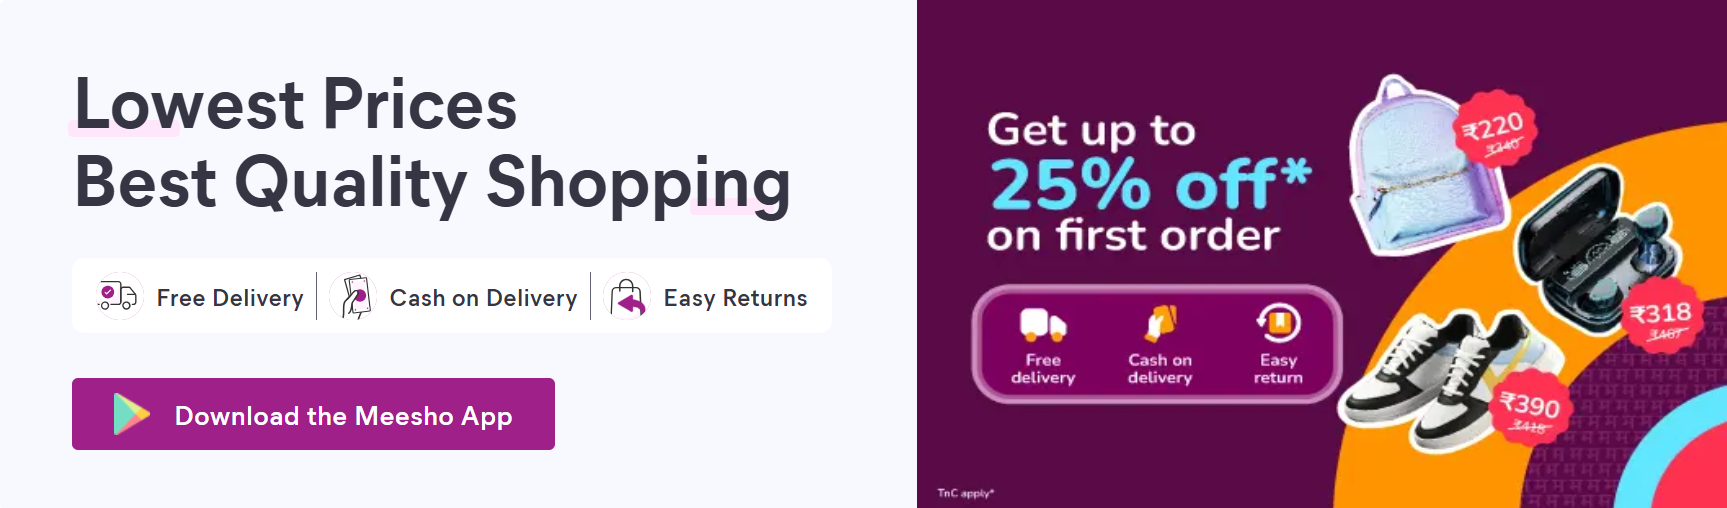 Lowest Prices
Best Quality Shopping
Free Delivery
Cash on Delivery
Easy Returns
Download the Meesho App
Get up to
25% off*
on first order
Free
delivery
Cash on
delivery
Easy
return
₹220
₹318
₹390
TnC apply*